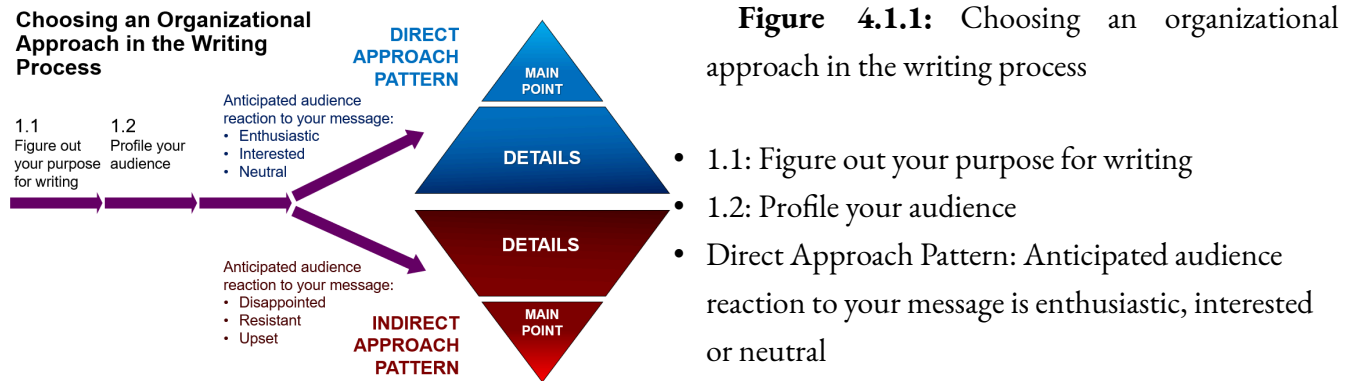 Choosing an Organizational
Approach in the Writing
Process
1.1
Figure out
your purpose
for writing
1.2
Profile your
audience
Anticipated audience
reaction to your message:
• Enthusiastic
• Interested
• Neutral
DIRECT
APPROACH
PATTERN
MAIN
POINT
DETAILS
Anticipated audience
reaction to your message:
• Disappointed
• Resistant
• Upset
INDIRECT
APPROACH
PATTERN
DETAILS
MAIN
POINT
Figure 4.1.1: Choosing an organizational
approach in the writing process
• 1.1: Figure out your purpose for writing
• 1.2: Profile your audience
• Direct Approach Pattern: Anticipated audience
reaction to your message is enthusiastic, interested
or neutral